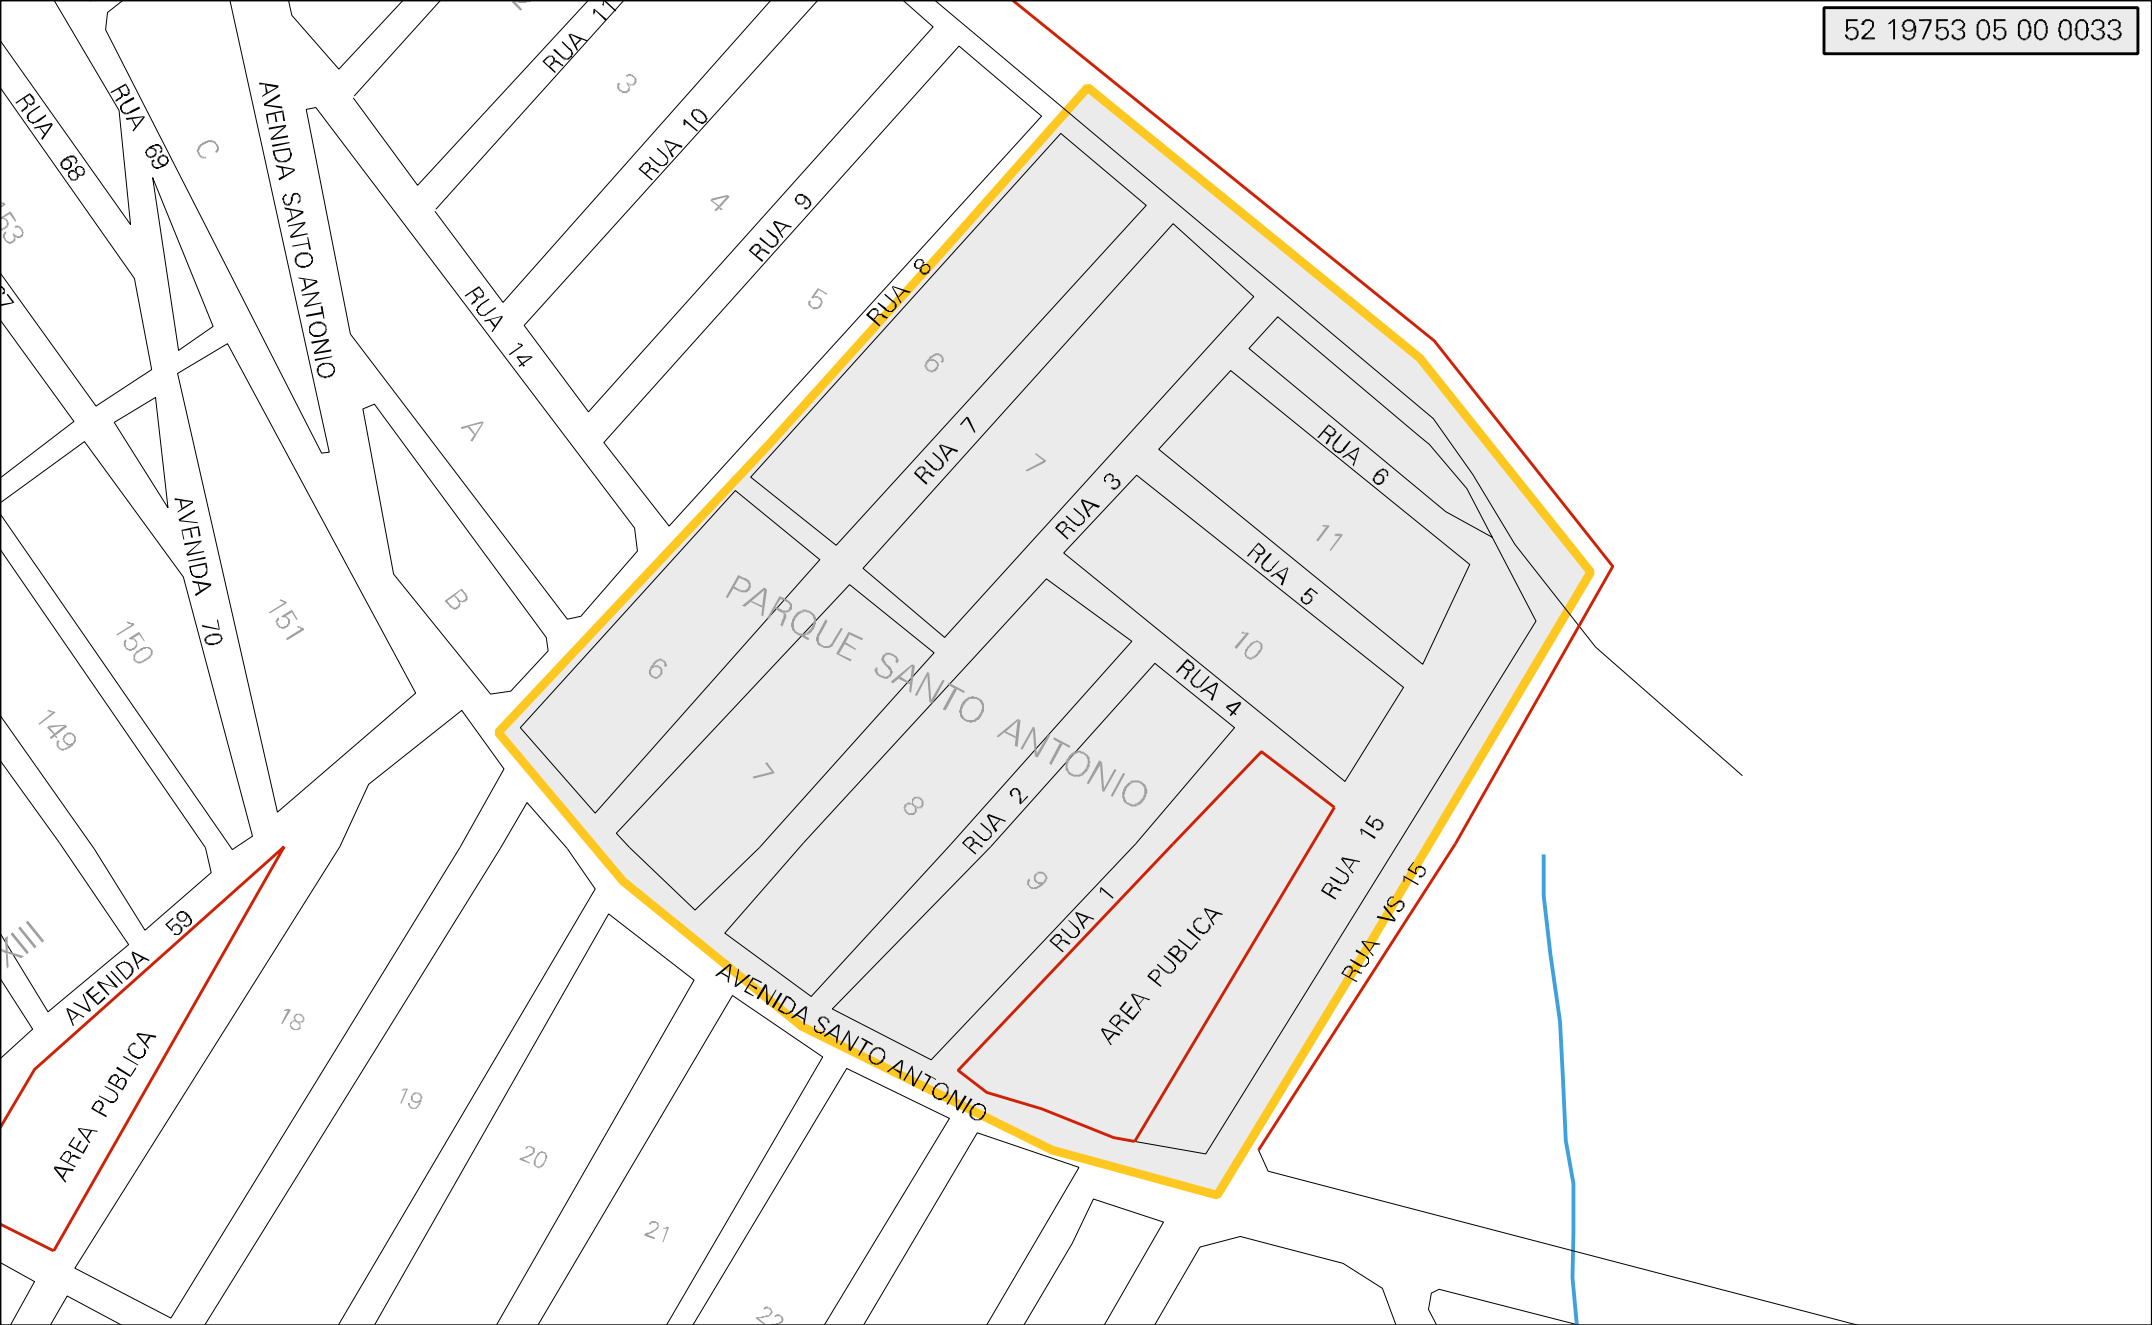 52 19753 05 00 0033
RUA 11
3
RUA 68
RUA 69
C
AVENIDA SANTO ANTONIO
RUA 10
4
RUA 9
153
5
RUA 8
RUA 14
A
6
RUA 7
7
RUA 3
RUA 6
11
RUA 5
10
RUA 4
AVENIDA 70
151
150
149
B
PARQUE SANTO ANTONIO
6
7
8
RUA 2
9
RUA 1
AREA PUBLICA
RUA 15
RUA VS 15
AVENIDA SANTO ANTONIO
AVENIDA 59
XIII
AREA PUBLICA
18
19
20
21
22